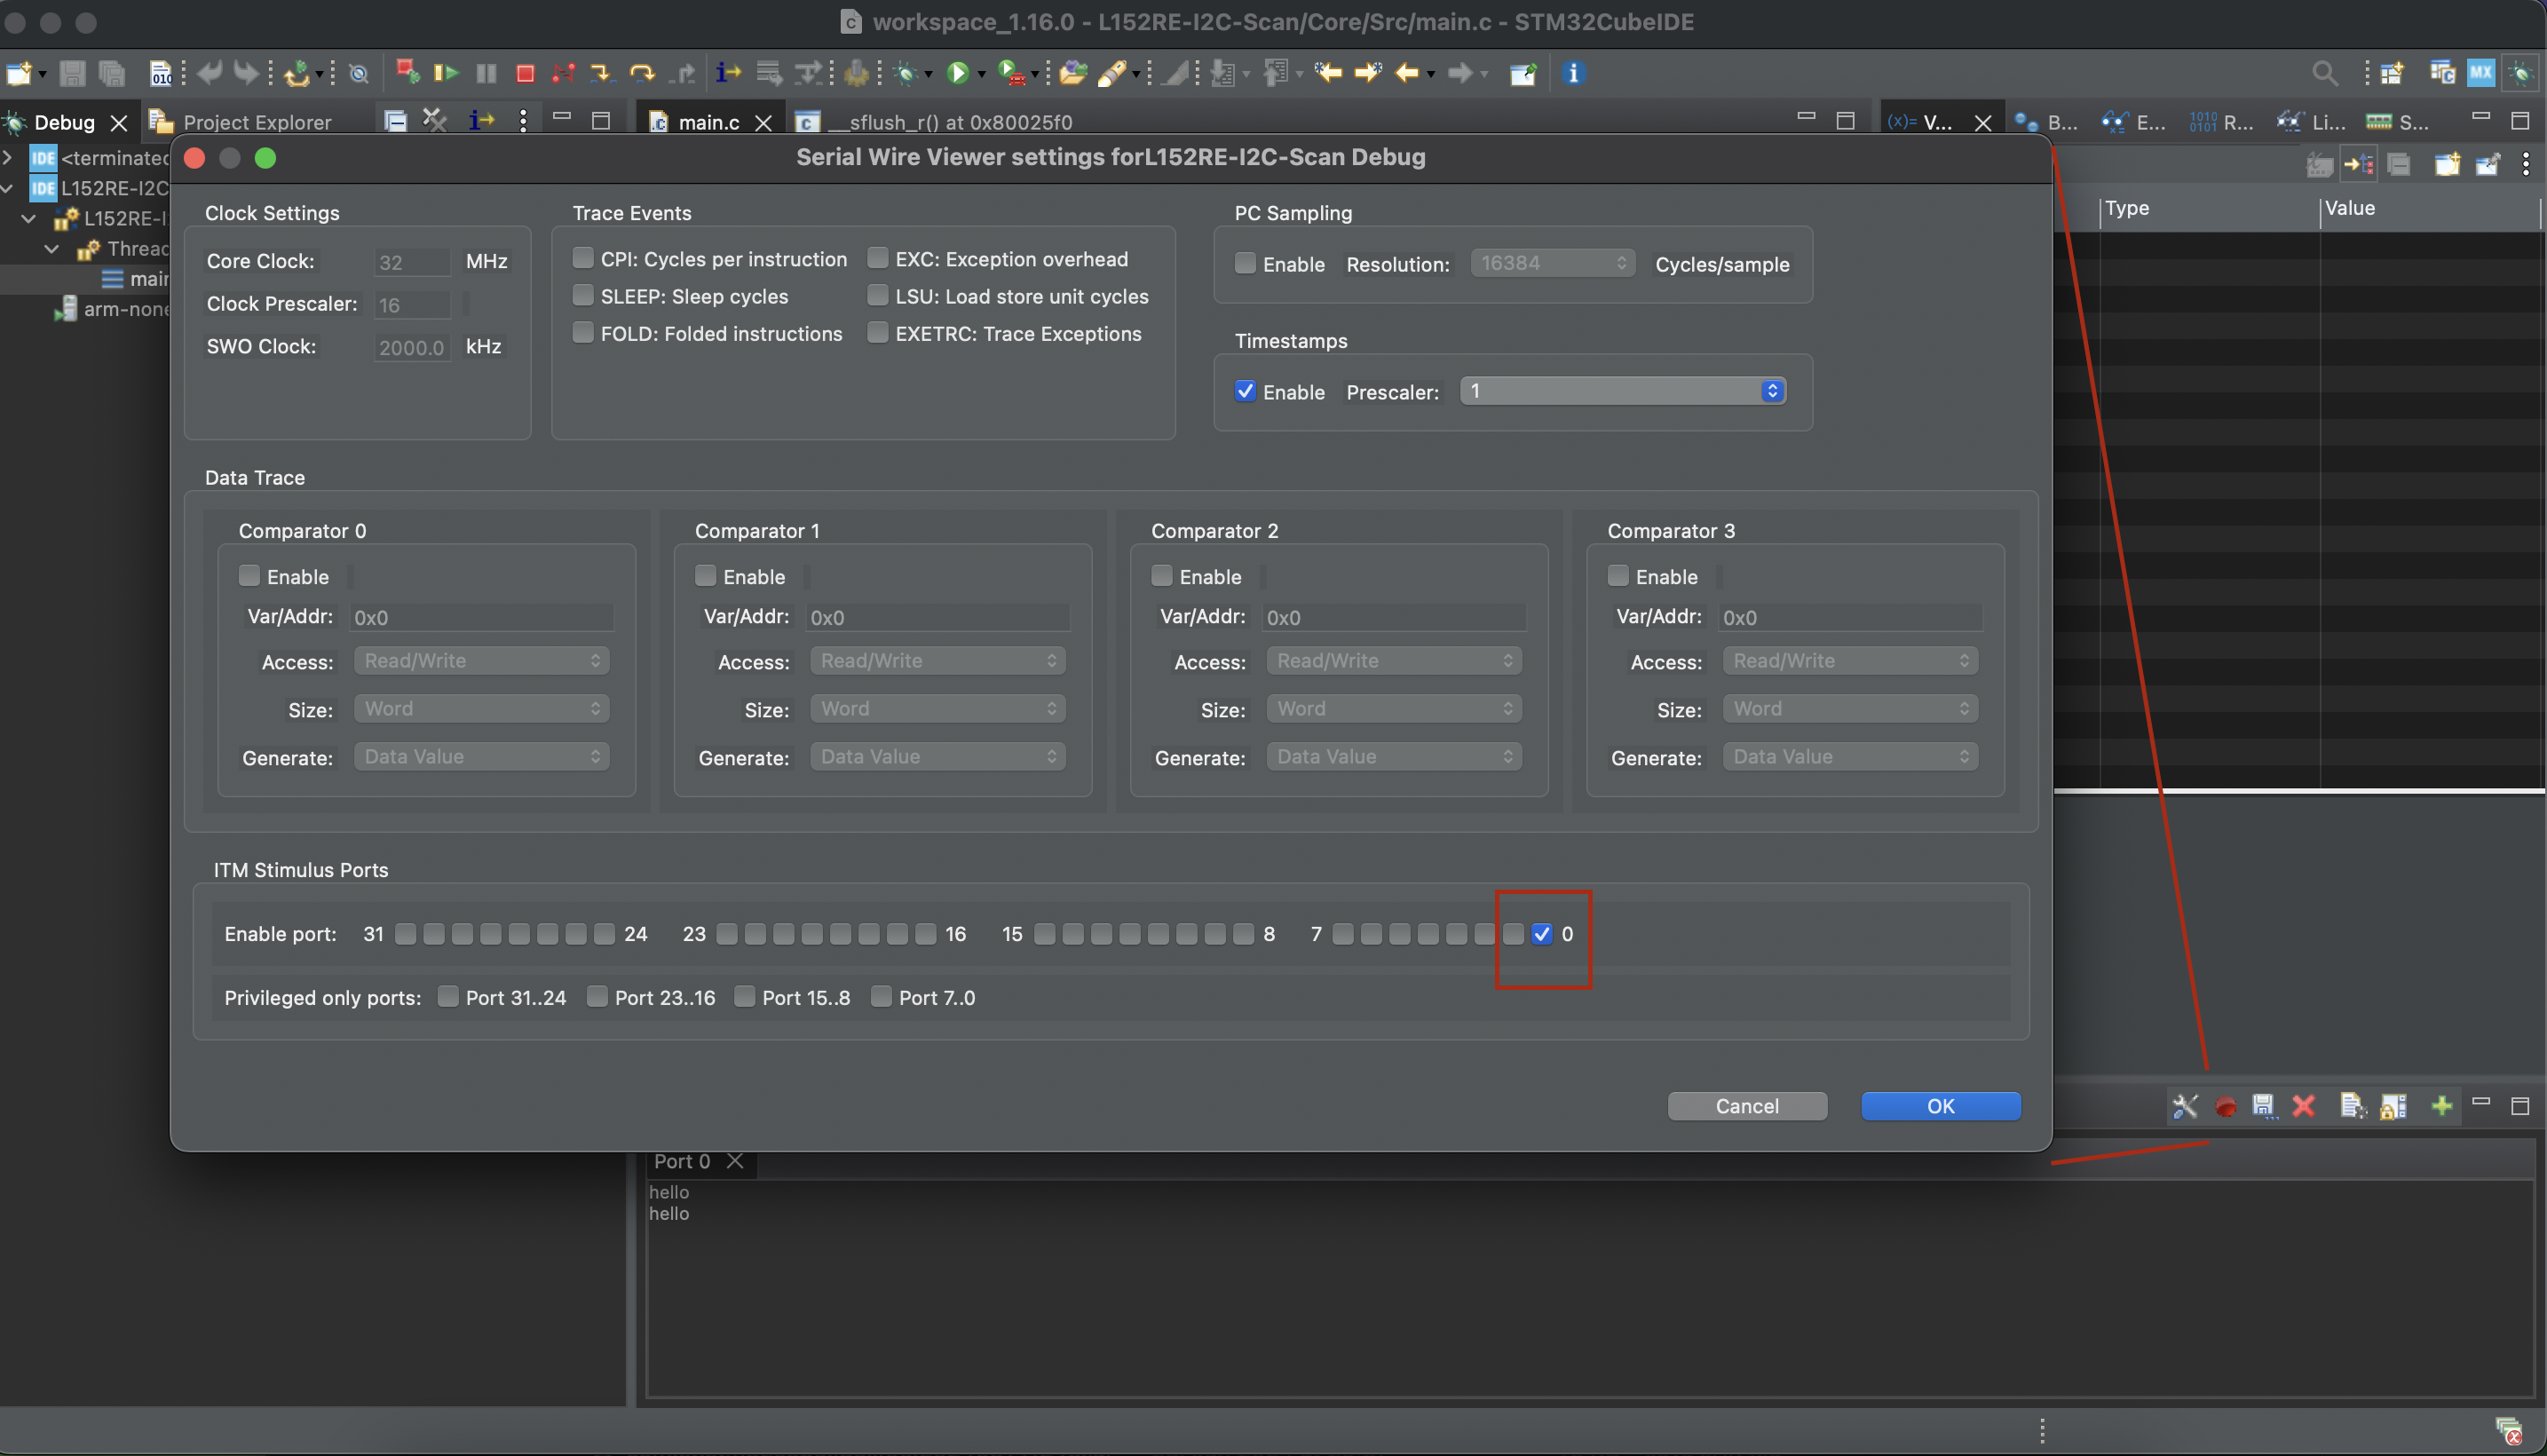 workspace_1.16.0 - L152RE-I2C-Scan/Core/Src/main.c - STM32CubeIDE
Debug
Project Explorer
main.c
__sflush_r() at 0x80025f0
(x)= V...
B...
E...
R...
Li...
S...
IDE <terminated
IDE L152RE-I2C
L152RE-I
Thread
main
arm-none
Serial Wire Viewer settings forL152RE-I2C-Scan Debug
Type
Value
Clock Settings
Core Clock: 32 MHz
Clock Prescaler: 16
SWO Clock: 2000.0 kHz
Trace Events
CPI: Cycles per instruction
EXC: Exception overhead
SLEEP: Sleep cycles
LSU: Load store unit cycles
FOLD: Folded instructions
EXETRC: Trace Exceptions
PC Sampling
Enable Resolution: 16384 Cycles/sample
Timestamps
Enable Prescaler: 1
Data Trace
Comparator 0
Enable
Var/Addr: 0x0
Access: Read/Write
Size: Word
Generate: Data Value
Comparator 1
Enable
Var/Addr: 0x0
Access: Read/Write
Size: Word
Generate: Data Value
Comparator 2
Enable
Var/Addr: 0x0
Access: Read/Write
Size: Word
Generate: Data Value
Comparator 3
Enable
Var/Addr: 0x0
Access: Read/Write
Size: Word
Generate: Data Value
ITM Stimulus Ports
Enable port: 31 24 23 16 15 8 7 0
Privileged only ports: Port 31..24 Port 23..16 Port 15..8 Port 7..0
Cancel
OK
Port 0
hello
hello